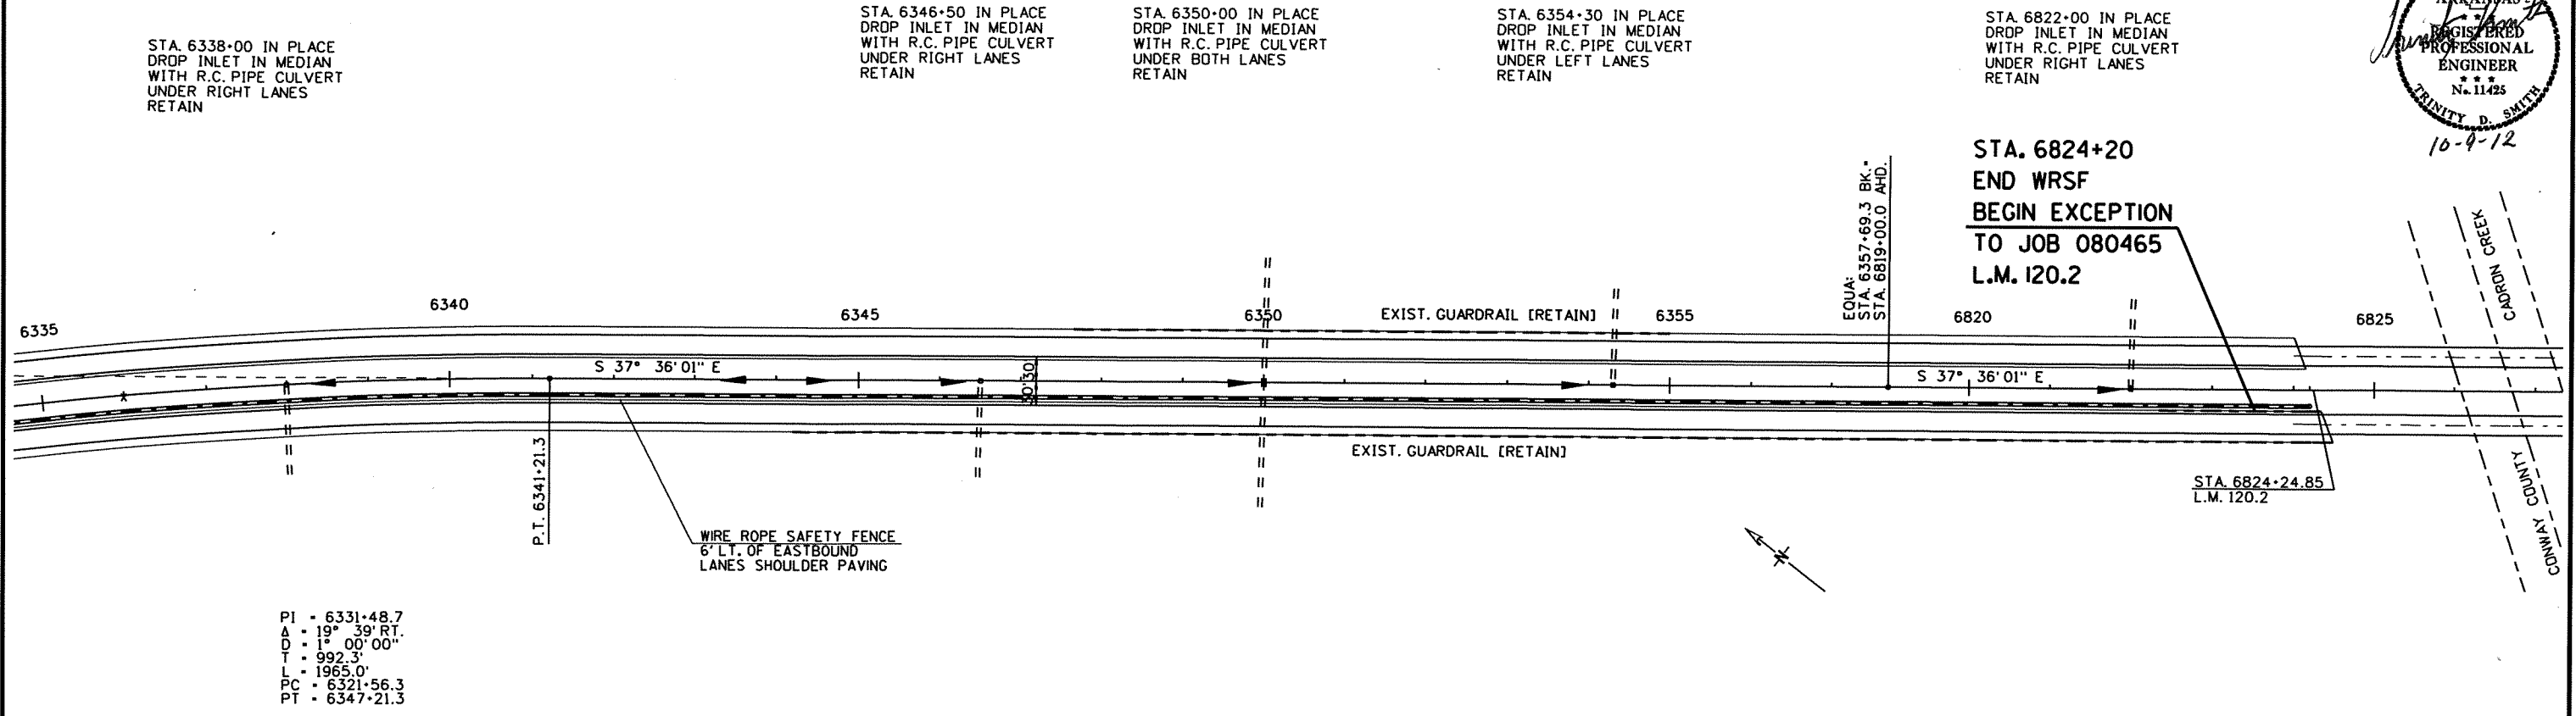 STA. 6338+00 IN PLACE
DROP INLET IN MEDIAN
WITH R.C. PIPE CULVERT
UNDER RIGHT LANES
RETAIN
STA. 6346+50 IN PLACE
DROP INLET IN MEDIAN
WITH R.C. PIPE CULVERT
UNDER RIGHT LANES
RETAIN
STA. 6350+00 IN PLACE
DROP INLET IN MEDIAN
WITH R.C. PIPE CULVERT
UNDER BOTH LANES
RETAIN
STA. 6354+30 IN PLACE
DROP INLET IN MEDIAN
WITH R.C. PIPE CULVERT
UNDER LEFT LANES
RETAIN
STA. 6822+00 IN PLACE
DROP INLET IN MEDIAN
WITH R.C. PIPE CULVERT
UNDER RIGHT LANES
RETAIN
ARKANSAS
REGISTERED
PROFESSIONAL
ENGINEER
* * *
No. 11425
TRINITY D. SMITH
10-9-12
STA. 6824+20
END WRSF
BEGIN EXCEPTION
TO JOB 080465
L.M. 120.2
EQUA:
STA. 6357+69.3 BK.=
STA. 6819+00.0 AHD.
CADRON CREEK
6335
6340
6345
6350
EXIST. GUARDRAIL [RETAIN]
6355
6820
6825
S 37° 36'01" E
30'30'
S 37° 36'01" E
P.T. 6341+21.3
EXIST. GUARDRAIL [RETAIN]
STA. 6824+24.85
L.M. 120.2
CONWAY COUNTY
WIRE ROPE SAFETY FENCE
6' LT. OF EASTBOUND
LANES SHOULDER PAVING
N
PI = 6331+48.7
Δ = 19° 39' RT.
D = 1° 00'00"
T = 992.3'
L = 1965.0'
PC = 6321+56.3
PT = 6347+21.3